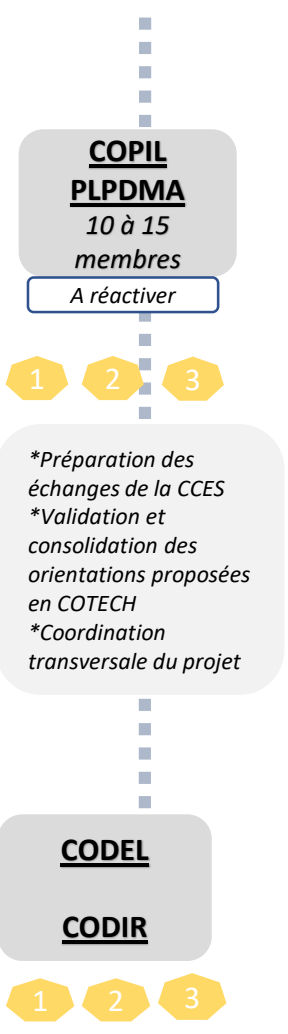 COPIL
PLPDMA
10 à 15
membres
A réactiver
1 2 3
*Préparation des
échanges de la CCES
*Validation et
consolidation des
orientations proposées
en COTECH
*Coordination
transversale du projet
CODEL
CODIR
1 2 3